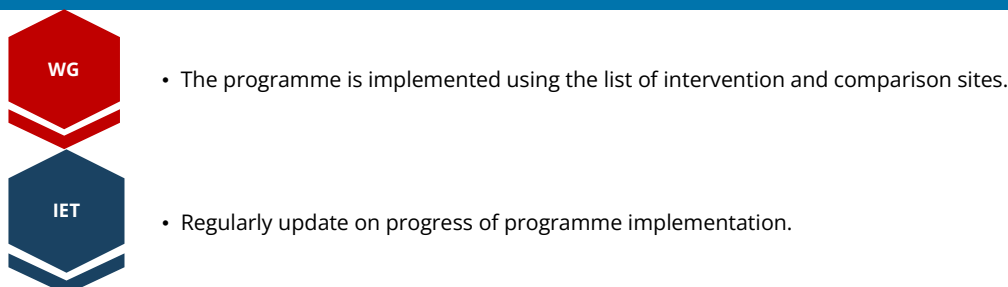 WG
• The programme is implemented using the list of intervention and comparison sites.
IET
• Regularly update on progress of programme implementation.